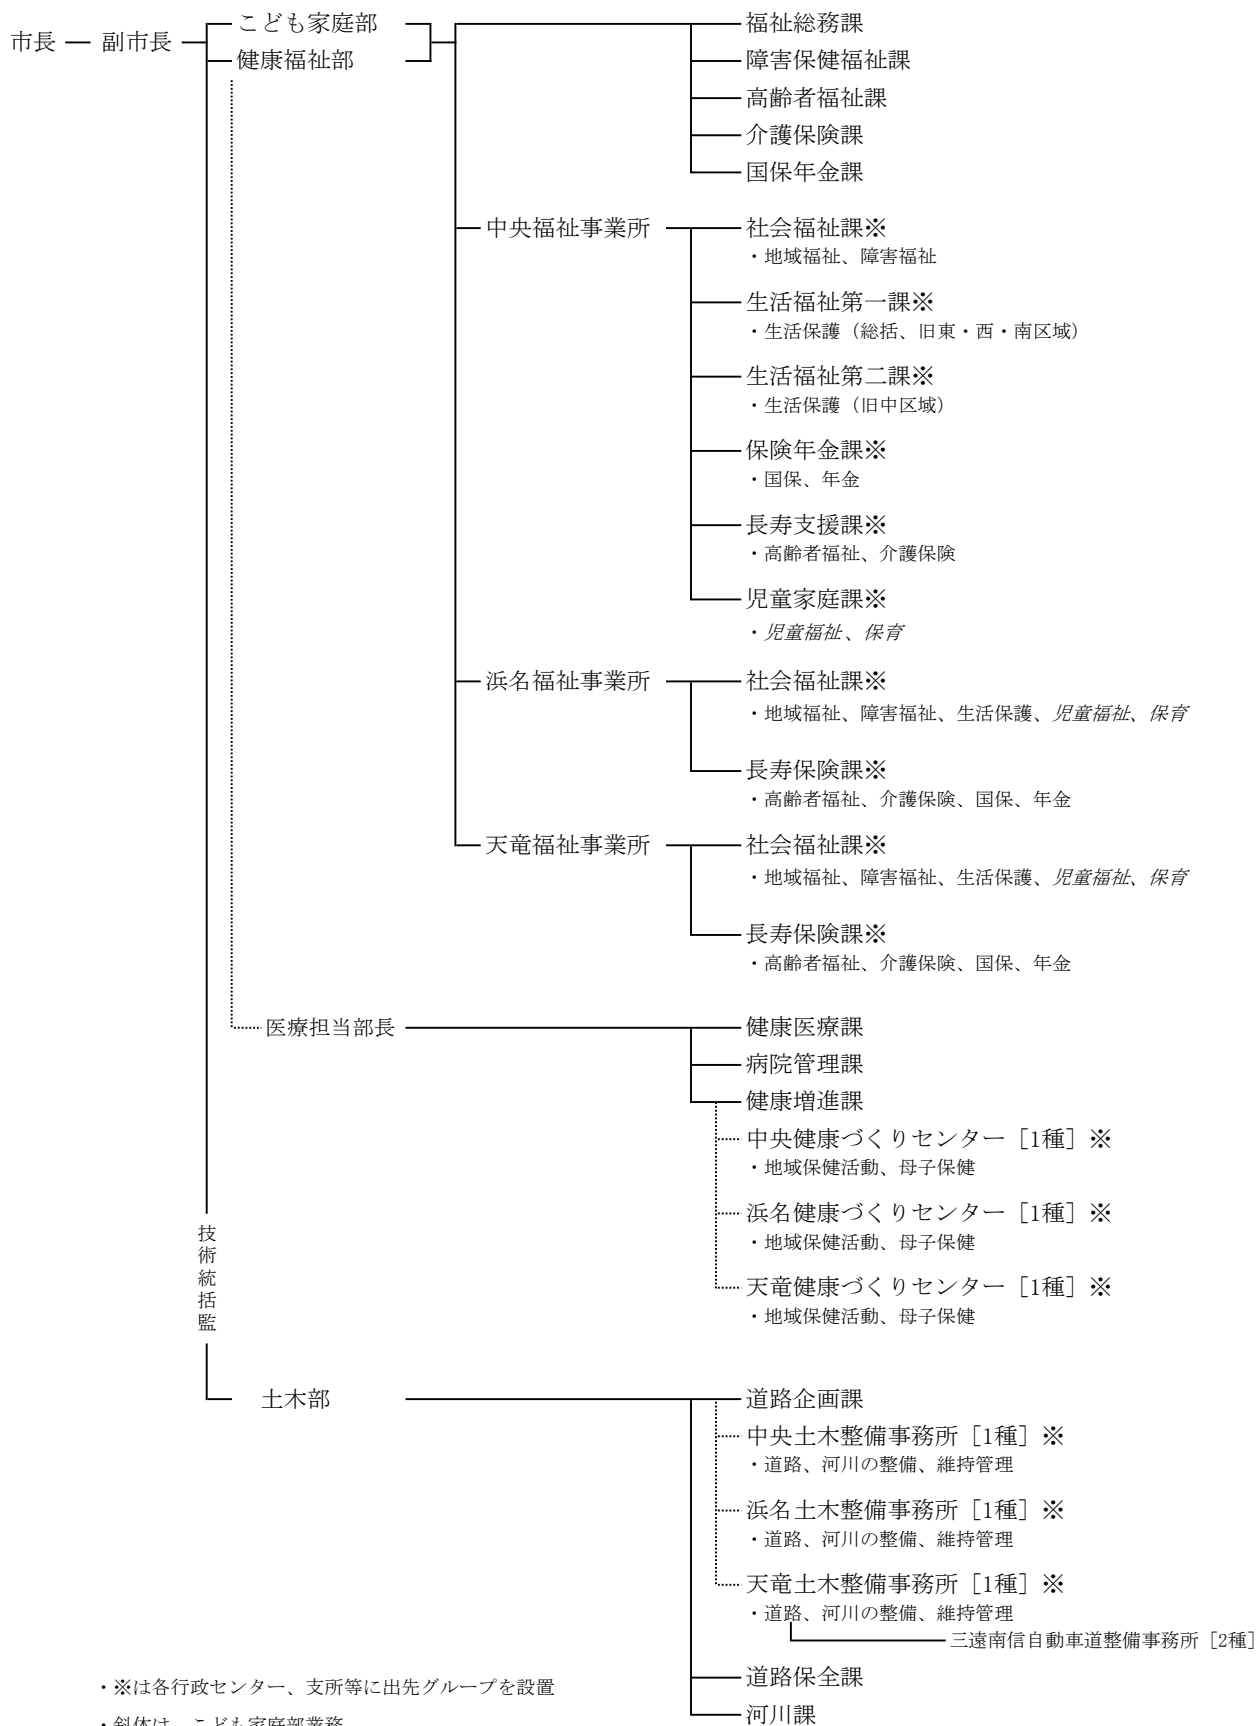 市長 副市長 こども家庭部 福祉総務課
健康福祉部 障害保健福祉課
高齢者福祉課
介護保険課
国保年金課
中央福祉事業所 社会福祉課※
・地域福祉、障害福祉
生活福祉第一課※
・生活保護（総括、旧東・西・南区域）
生活福祉第二課※
・生活保護（旧中区域）
保険年金課※
・国保、年金
長寿支援課※
・高齢者福祉、介護保険
児童家庭課※
・児童福祉、保育
浜名福祉事業所 社会福祉課※
・地域福祉、障害福祉、生活保護、児童福祉、保育
長寿保険課※
・高齢者福祉、介護保険、国保、年金
天竜福祉事業所 社会福祉課※
・地域福祉、障害福祉、生活保護、児童福祉、保育
長寿保険課※
・高齢者福祉、介護保険、国保、年金
医療担当部長 健康医療課
病院管理課
健康増進課
中央健康づくりセンター［1種］※
・地域保健活動、母子保健
浜名健康づくりセンター［1種］※
・地域保健活動、母子保健
天竜健康づくりセンター［1種］※
・地域保健活動、母子保健
技術統括監
土木部 道路企画課
中央土木整備事務所［1種］※
・道路、河川の整備、維持管理
浜名土木整備事務所［1種］※
・道路、河川の整備、維持管理
天竜土木整備事務所［1種］※
・道路、河川の整備、維持管理
三遠南信自動車道整備事務所［2種］
道路保全課
河川課
・※は各行政センター、支所等に出先グループを設置
・斜体は、こども家庭部業務